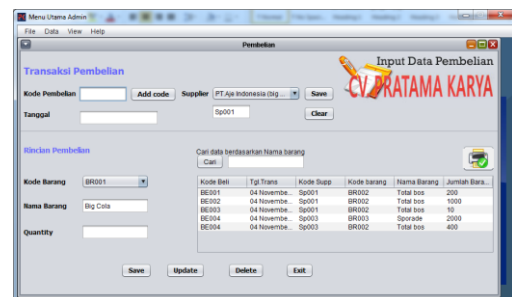 Menu Utama Admin
File Data View Help
Pembelian
Input Data Pembelian
CV. PRATAMA KARYA
Transaksi Pembelian
Kode Pembelian Add code Supplier PT.Aje Indonesia (big ... Save
Tanggal Sp001 Clear
Rincian Pembelian
Cari data berdasarkan Nama barang
Cari
Kode Barang BR001
Nama Barang Big Cola
Quantity
Kode Beli Tgl.Trans Kode Supp Kode barang Nama Barang Jumlah Bara...
BE001 04 Novembe... Sp001 BR002 Total bos 200
BE002 04 Novembe... Sp001 BR002 Total bos 1000
BE003 04 Novembe... Sp001 BR002 Total bos 10
BE004 04 Novembe... Sp003 BR003 Sporade 2000
BE004 04 Novembe... Sp003 BR002 Total bos 400
Save Update Delete Exit